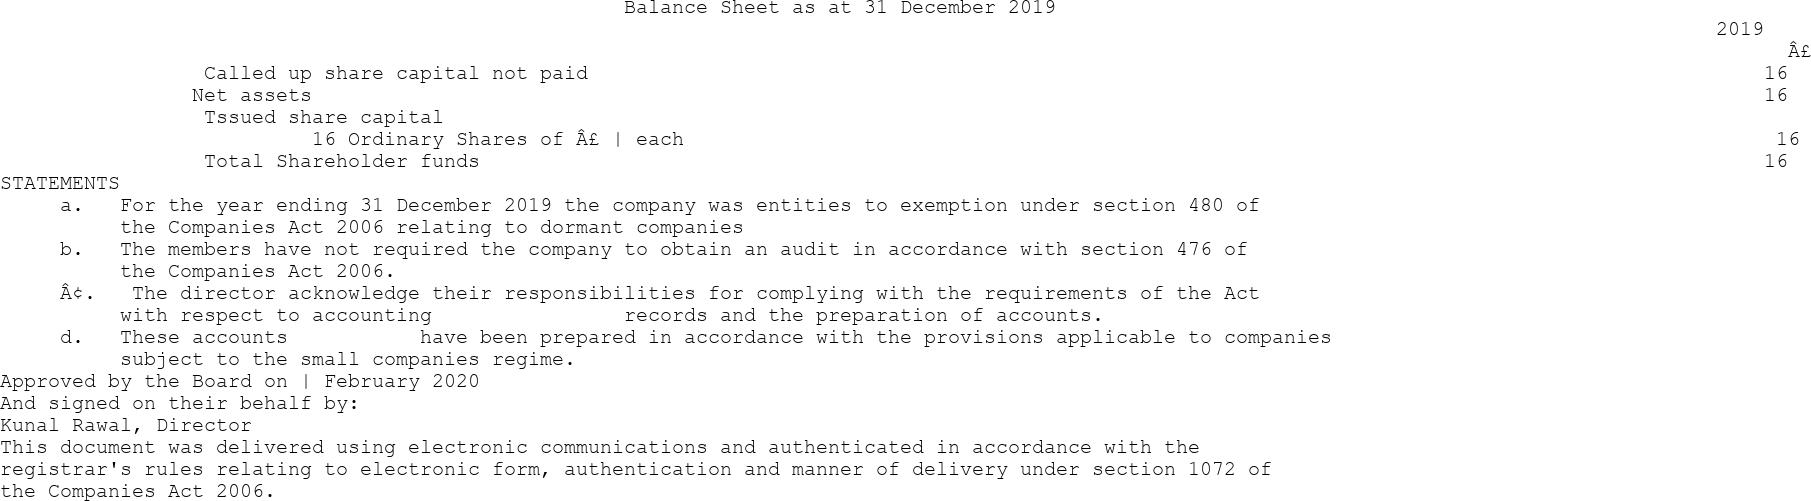 Balance Sheet as at 31 December 2019
2019
Â£
Called up share capital not paid 16
Net assets 16
Tssued share capital
16 Ordinary Shares of Â£ | each 16
Total Shareholder funds 16
STATEMENTS
a. For the year ending 31 December 2019 the company was entities to exemption under section 480 of
the Companies Act 2006 relating to dormant companies
b. The members have not required the company to obtain an audit in accordance with section 476 of
the Companies Act 2006.
Â¢. The director acknowledge their responsibilities for complying with the requirements of the Act
with respect to accounting records and the preparation of accounts.
d. These accounts have been prepared in accordance with the provisions applicable to companies
subject to the small companies regime.
Approved by the Board on | February 2020
And signed on their behalf by:
Kunal Rawal, Director
This document was delivered using electronic communications and authenticated in accordance with the
registrar's rules relating to electronic form, authentication and manner of delivery under section 1072 of
the Companies Act 2006.